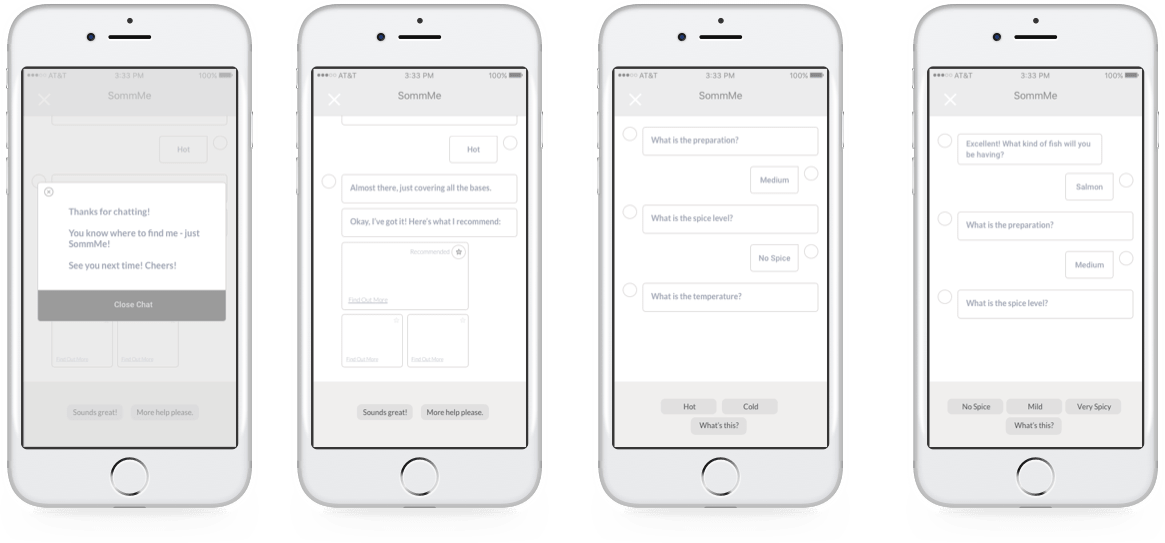 AT&T 3:33 PM 100%
SommMe
Hot
Thanks for chatting!
You know where to find me - just
SommMe!
See you next time! Cheers!
Close Chat
Find Out More
Find Out More
Sounds great!
More help please.
AT&T 3:33 PM 100%
SommMe
Hot
Almost there, just covering all the bases.
Okay, I've got it! Here's what I recommend:
Recommended
Find Out More
Find Out More
Find Out More
Sounds great!
More help please.
AT&T 3:33 PM 100%
SommMe
What is the preparation?
Medium
What is the spice level?
No Spice
What is the temperature?
Hot
Cold
What's this?
AT&T 3:33 PM 100%
SommMe
Excellent! What kind of fish will you
be having?
Salmon
What is the preparation?
Medium
What is the spice level?
No Spice
Mild
Very Spicy
What's this?